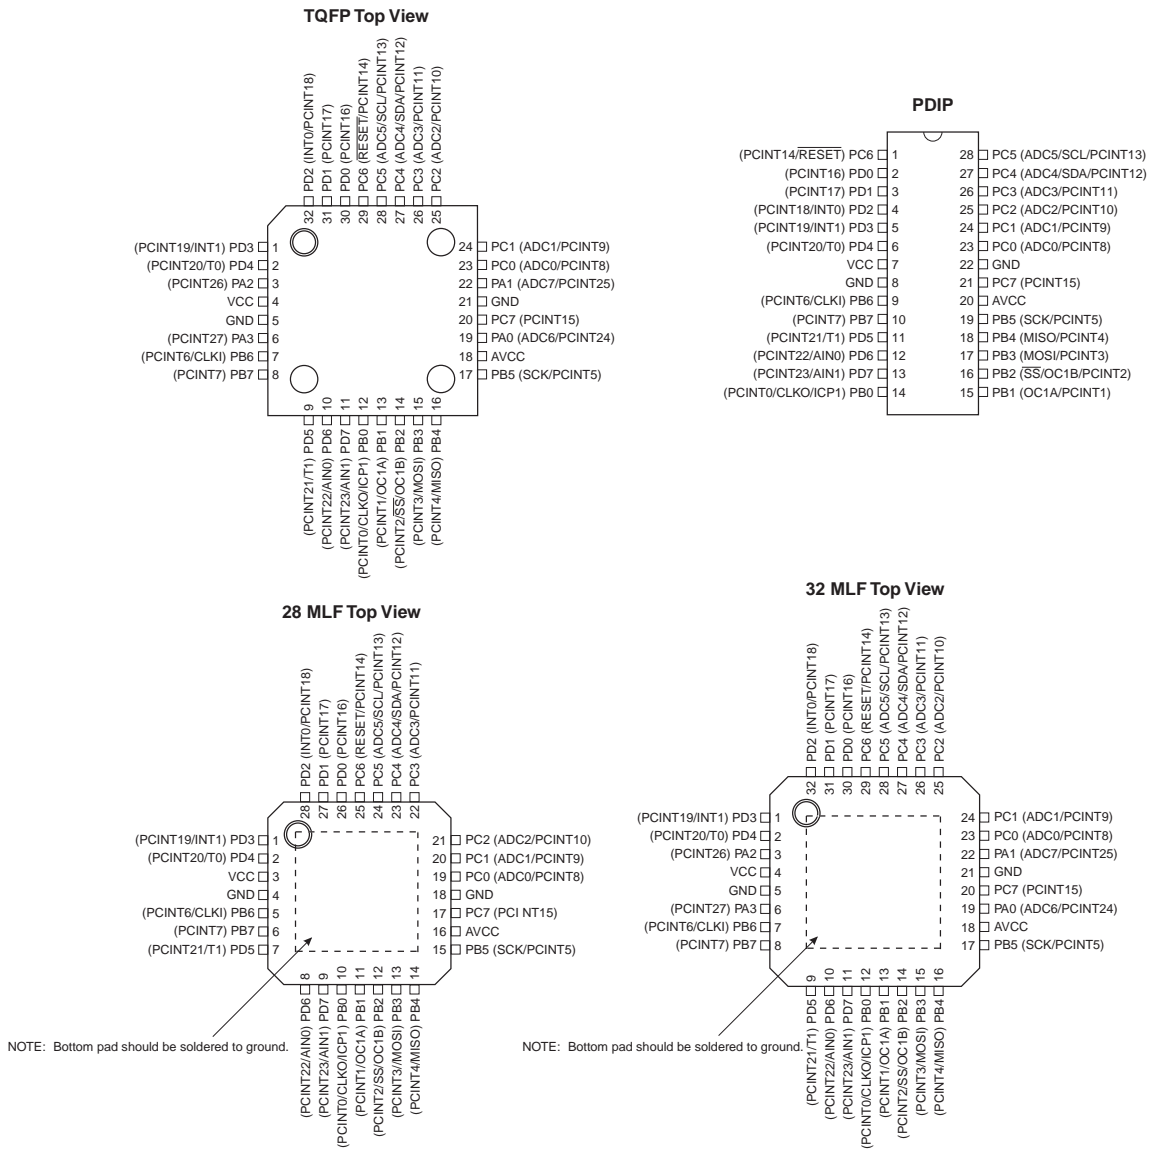 TQFP Top View
PD2 (INT0/PCINT18)
PD1 (PCINT17)
PD0 (PCINT16)
PC6 (RESET/PCINT14)
PC5 (ADC5/SCL/PCINT13)
PC4 (ADC4/SDA/PCINT12)
PC3 (ADC3/PCINT11)
PC2 (ADC2/PCINT10)
32 31 30 29 28 27 26 25
(PCINT19/INT1) PD3 1
(PCINT20/T0) PD4 2
(PCINT26) PA2 3
VCC 4
GND 5
(PCINT27) PA3 6
(PCINT6/CLKI) PB6 7
(PCINT7) PB7 8
24 PC1 (ADC1/PCINT9)
23 PC0 (ADC0/PCINT8)
22 PA1 (ADC7/PCINT25)
21 GND
20 PC7 (PCINT15)
19 PA0 (ADC6/PCINT24)
18 AVCC
17 PB5 (SCK/PCINT5)
9 10 11 12 13 14 15 16
(PCINT21/T1) PD5
(PCINT22/AIN0) PD6
(PCINT23/AIN1) PD7
(PCINT0/CLKO/ICP1) PB0
(PCINT1/OC1A) PB1
(PCINT2/SS/OC1B) PB2
(PCINT3/MOSI) PB3
(PCINT4/MISO) PB4
PDIP
(PCINT14/RESET) PC6 1
(PCINT16) PD0 2
(PCINT17) PD1 3
(PCINT18/INT0) PD2 4
(PCINT19/INT1) PD3 5
(PCINT20/T0) PD4 6
VCC 7
GND 8
(PCINT6/CLKI) PB6 9
(PCINT7) PB7 10
(PCINT21/T1) PD5 11
(PCINT22/AIN0) PD6 12
(PCINT23/AIN1) PD7 13
(PCINT0/CLKO/ICP1) PB0 14
28 PC5 (ADC5/SCL/PCINT13)
27 PC4 (ADC4/SDA/PCINT12)
26 PC3 (ADC3/PCINT11)
25 PC2 (ADC2/PCINT10)
24 PC1 (ADC1/PCINT9)
23 PC0 (ADC0/PCINT8)
22 GND
21 PC7 (PCINT15)
20 AVCC
19 PB5 (SCK/PCINT5)
18 PB4 (MISO/PCINT4)
17 PB3 (MOSI/PCINT3)
16 PB2 (SS/OC1B/PCINT2)
15 PB1 (OC1A/PCINT1)
28 MLF Top View
PD2 (INT0/PCINT18)
PD1 (PCINT17)
PD0 (PCINT16)
PC6 (RESET/PCINT14)
PC5 (ADC5/SCL/PCINT13)
PC4 (ADC4/SDA/PCINT12)
PC3 (ADC3/PCINT11)
28 27 26 25 24 23 22
(PCINT19/INT1) PD3 1
(PCINT20/T0) PD4 2
VCC 3
GND 4
(PCINT6/CLKI) PB6 5
(PCINT7) PB7 6
(PCINT21/T1) PD5 7
21 PC2 (ADC2/PCINT10)
20 PC1 (ADC1/PCINT9)
19 PC0 (ADC0/PCINT8)
18 GND
17 PC7 (PCI NT15)
16 AVCC
15 PB5 (SCK/PCINT5)
8 9 10 11 12 13 14
(PCINT22/AIN0) PD6
(PCINT23/AIN1) PD7
(PCINT0/CLKO/ICP1) PB0
(PCINT1/OC1A) PB1
(PCINT2/SS/OC1B) PB2
(PCINT3/MOSI) PB3
(PCINT4/MISO) PB4
NOTE: Bottom pad should be soldered to ground.
32 MLF Top View
PD2 (INT0/PCINT18)
PD1 (PCINT17)
PD0 (PCINT16)
PC6 (RESET/PCINT14)
PC5 (ADC5/SCL/PCINT13)
PC4 (ADC4/SDA/PCINT12)
PC3 (ADC3/PCINT11)
PC2 (ADC2/PCINT10)
32 31 30 29 28 27 26 25
(PCINT19/INT1) PD3 1
(PCINT20/T0) PD4 2
(PCINT26) PA2 3
VCC 4
GND 5
(PCINT27) PA3 6
(PCINT6/CLKI) PB6 7
(PCINT7) PB7 8
24 PC1 (ADC1/PCINT9)
23 PC0 (ADC0/PCINT8)
22 PA1 (ADC7/PCINT25)
21 GND
20 PC7 (PCINT15)
19 PA0 (ADC6/PCINT24)
18 AVCC
17 PB5 (SCK/PCINT5)
9 10 11 12 13 14 15 16
(PCINT21/T1) PD5
(PCINT22/AIN0) PD6
(PCINT23/AIN1) PD7
(PCINT0/CLKO/ICP1) PB0
(PCINT1/OC1A) PB1
(PCINT2/SS/OC1B) PB2
(PCINT3/MOSI) PB3
(PCINT4/MISO) PB4
NOTE: Bottom pad should be soldered to ground.